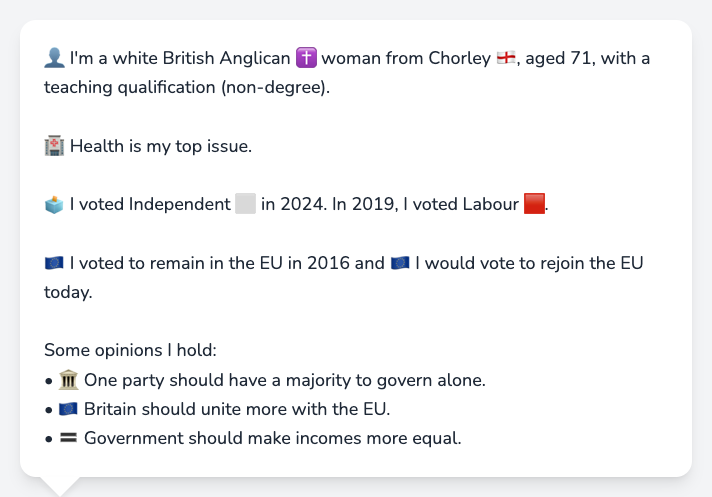 👤 I'm a white British Anglican ✝️ woman from Chorley 🏴󠁧󠁢󠁥󠁮󠁧󠁿, aged 71, with a
teaching qualification (non-degree).
🏥 Health is my top issue.
🗳️ I voted Independent ⬜ in 2024. In 2019, I voted Labour 🟥.
🇪🇺 I voted to remain in the EU in 2016 and 🇪🇺 I would vote to rejoin the EU
today.
Some opinions I hold:
• 🏛️ One party should have a majority to govern alone.
• 🇪🇺 Britain should unite more with the EU.
• 🟰 Government should make incomes more equal.